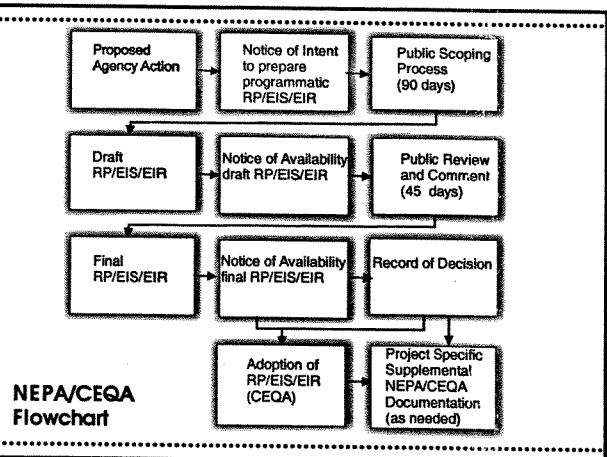 Proposed
Agency Action
Notice of Intent
to prepare
programmatic
RP/EIS/EIR
Public Scoping
Process
(90 days)
Draft
RP/EIS/EIR
Notice of Availability
draft RP/EIS/EIR
Public Review
and Comment
(45 days)
Final
RP/EIS/EIR
Notice of Availability
final RP/EIS/EIR
Record of Decision
Adoption of
RP/EIS/EIR
(CEQA)
Project Specific
Supplemental
NEPA/CEQA
Documentation
(as needed)
NEPA/CEQA
Flowchart